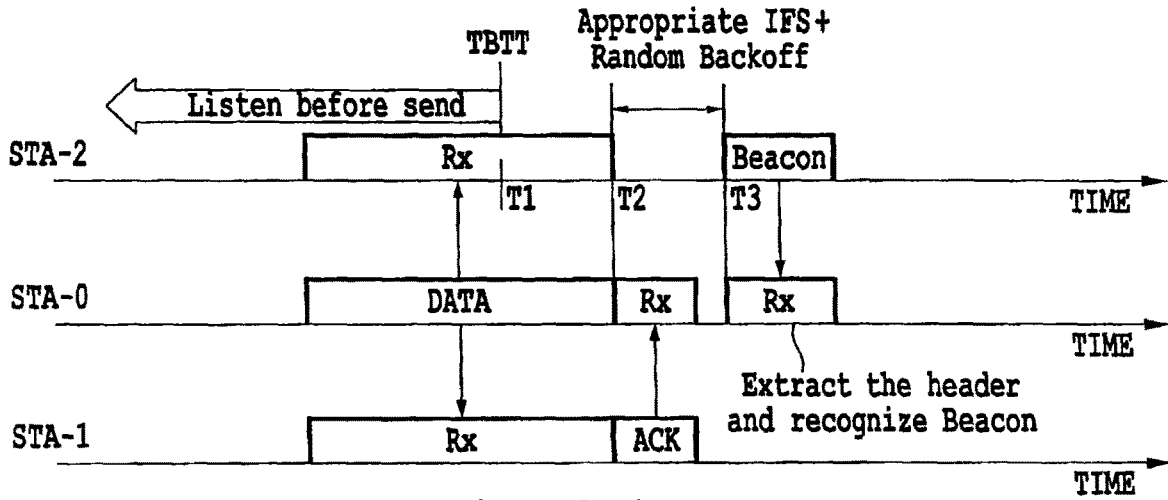 Appropriate IFS+
Random Backoff
TBTT
Listen before send
STA-2
Rx
Beacon
T1
T2
T3
TIME
STA-0
DATA
Rx
Rx
TIME
Extract the header
and recognize Beacon
STA-1
Rx
ACK
TIME